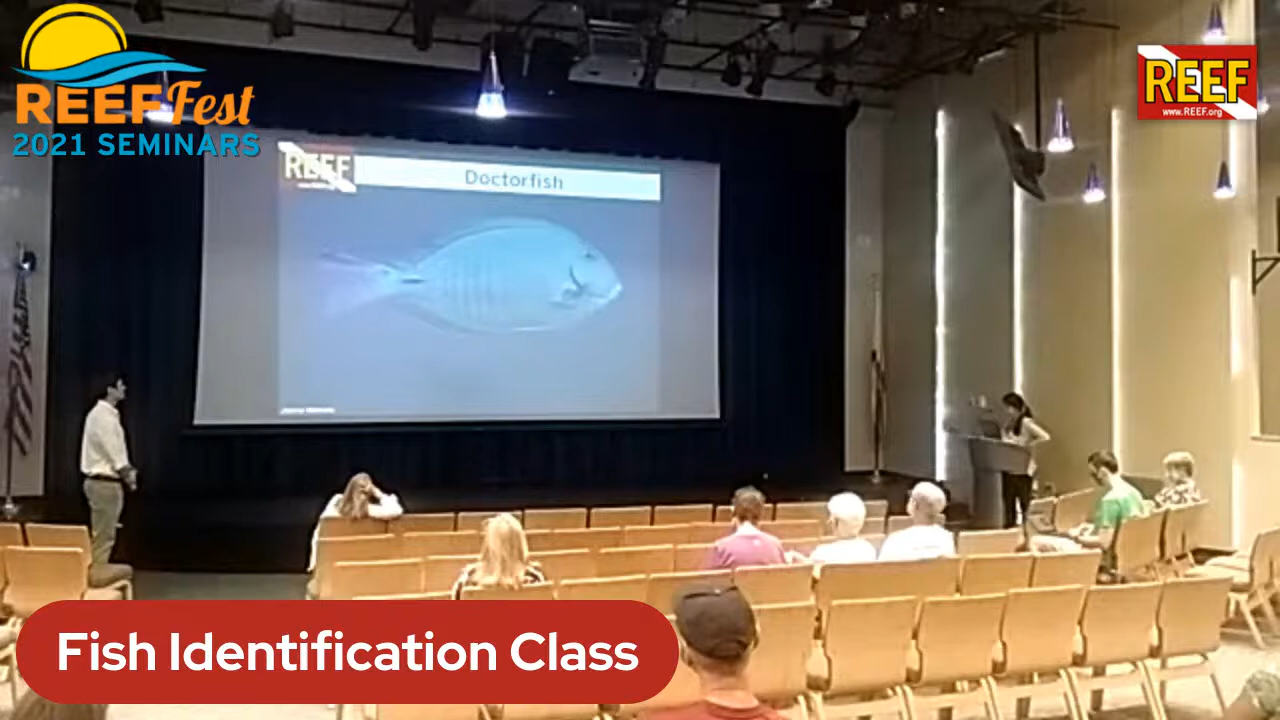 REEF Fest
2021 SEMINARS
REEF
www.REEF.org
REEF
Doctorfish
Fish Identification Class